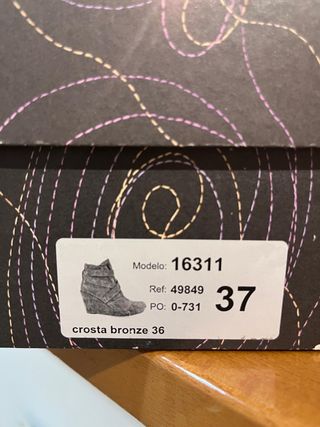 Modelo: 16311
Ref: 49849
PO: 0-731
37
crosta bronze 36